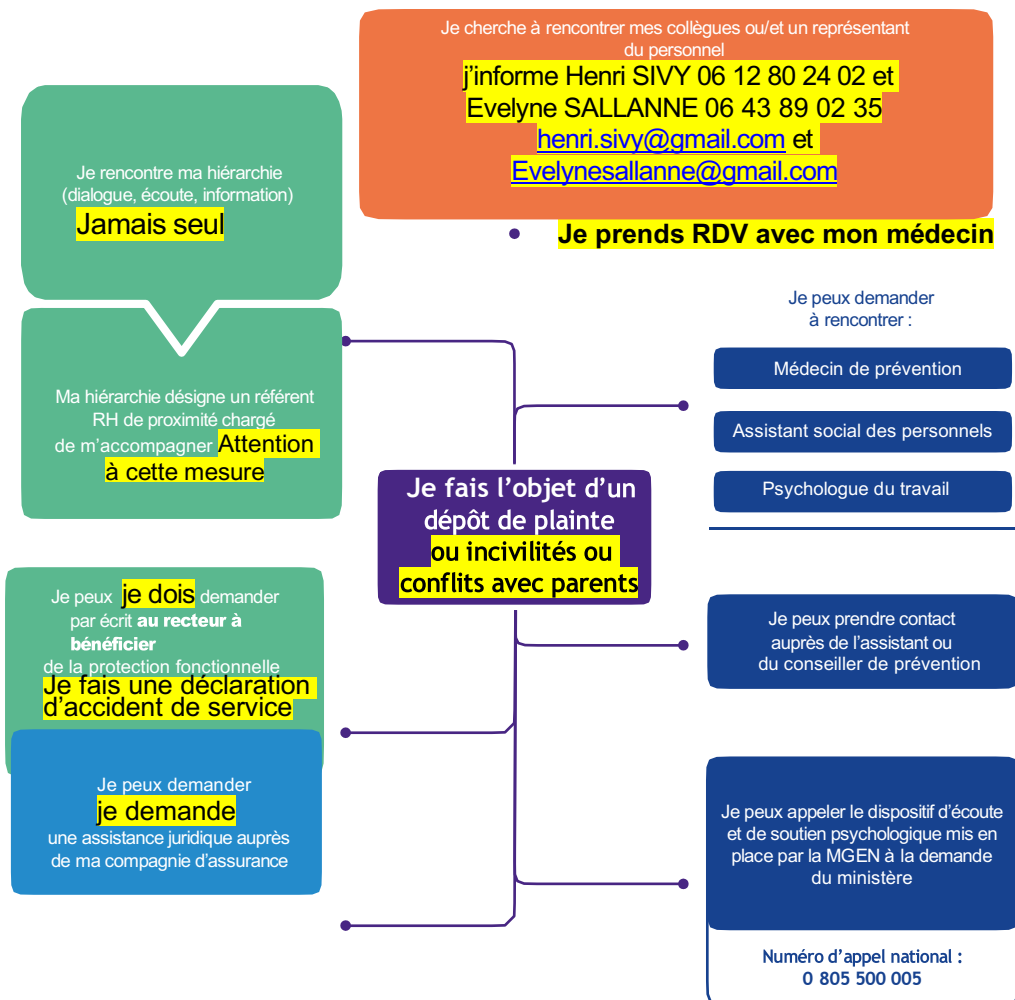 Je cherche à rencontrer mes collègues ou/et un représentant
du personnel
j’informe Henri SIVY 06 12 80 24 02 et
Evelyne SALLANNE 06 43 89 02 35
henri.sivy@gmail.com et
Evelynesallanne@gmail.com
Je rencontre ma hiérarchie
(dialogue, écoute, information)
Jamais seul
• Je prends RDV avec mon médecin
Ma hiérarchie désigne un référent
RH de proximité chargé
de m’accompagner Attention
à cette mesure
Je peux demander
à rencontrer :
Médecin de prévention
Assistant social des personnels
Psychologue du travail
Je fais l’objet d’un
dépôt de plainte
ou incivilités ou
conflits avec parents
Je peux je dois demander
par écrit au recteur à
bénéficier
de la protection fonctionnelle
Je fais une déclaration
d’accident de service
Je peux demander
je demande
une assistance juridique auprès
de ma compagnie d’assurance
Je peux prendre contact
auprès de l’assistant ou
du conseiller de prévention
Je peux appeler le dispositif d’écoute
et de soutien psychologique mis en
place par la MGEN à la demande
du ministère
Numéro d’appel national :
0 805 500 005